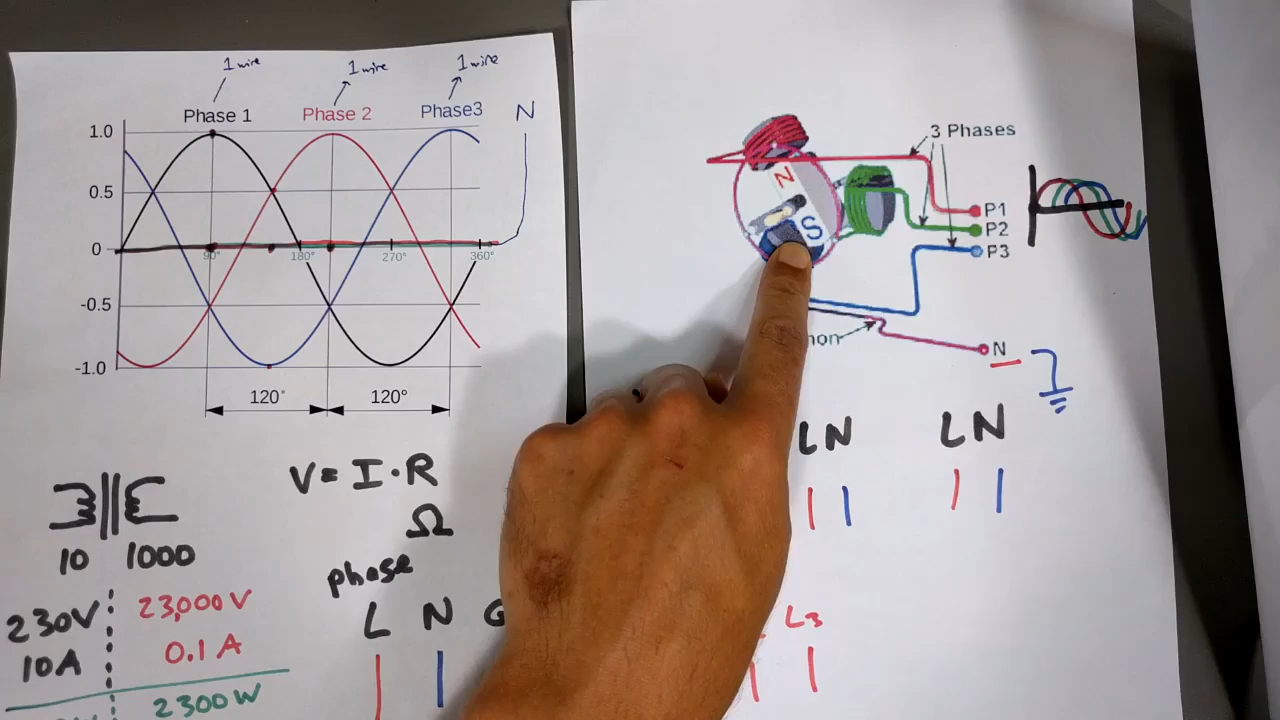 1 wire
1 wire
1 wire
Phase 1
Phase 2
Phase3
N
1.0
0.5
0
-0.5
-1.0
90°
180°
270°
360°
120°
120°
V = I · R
Ω
10
1000
230V
23,000 V
10A
0.1 A
2300 W
phase
L N G
3 Phases
N
S
P1
P2
P3
N
L N
L N
L3